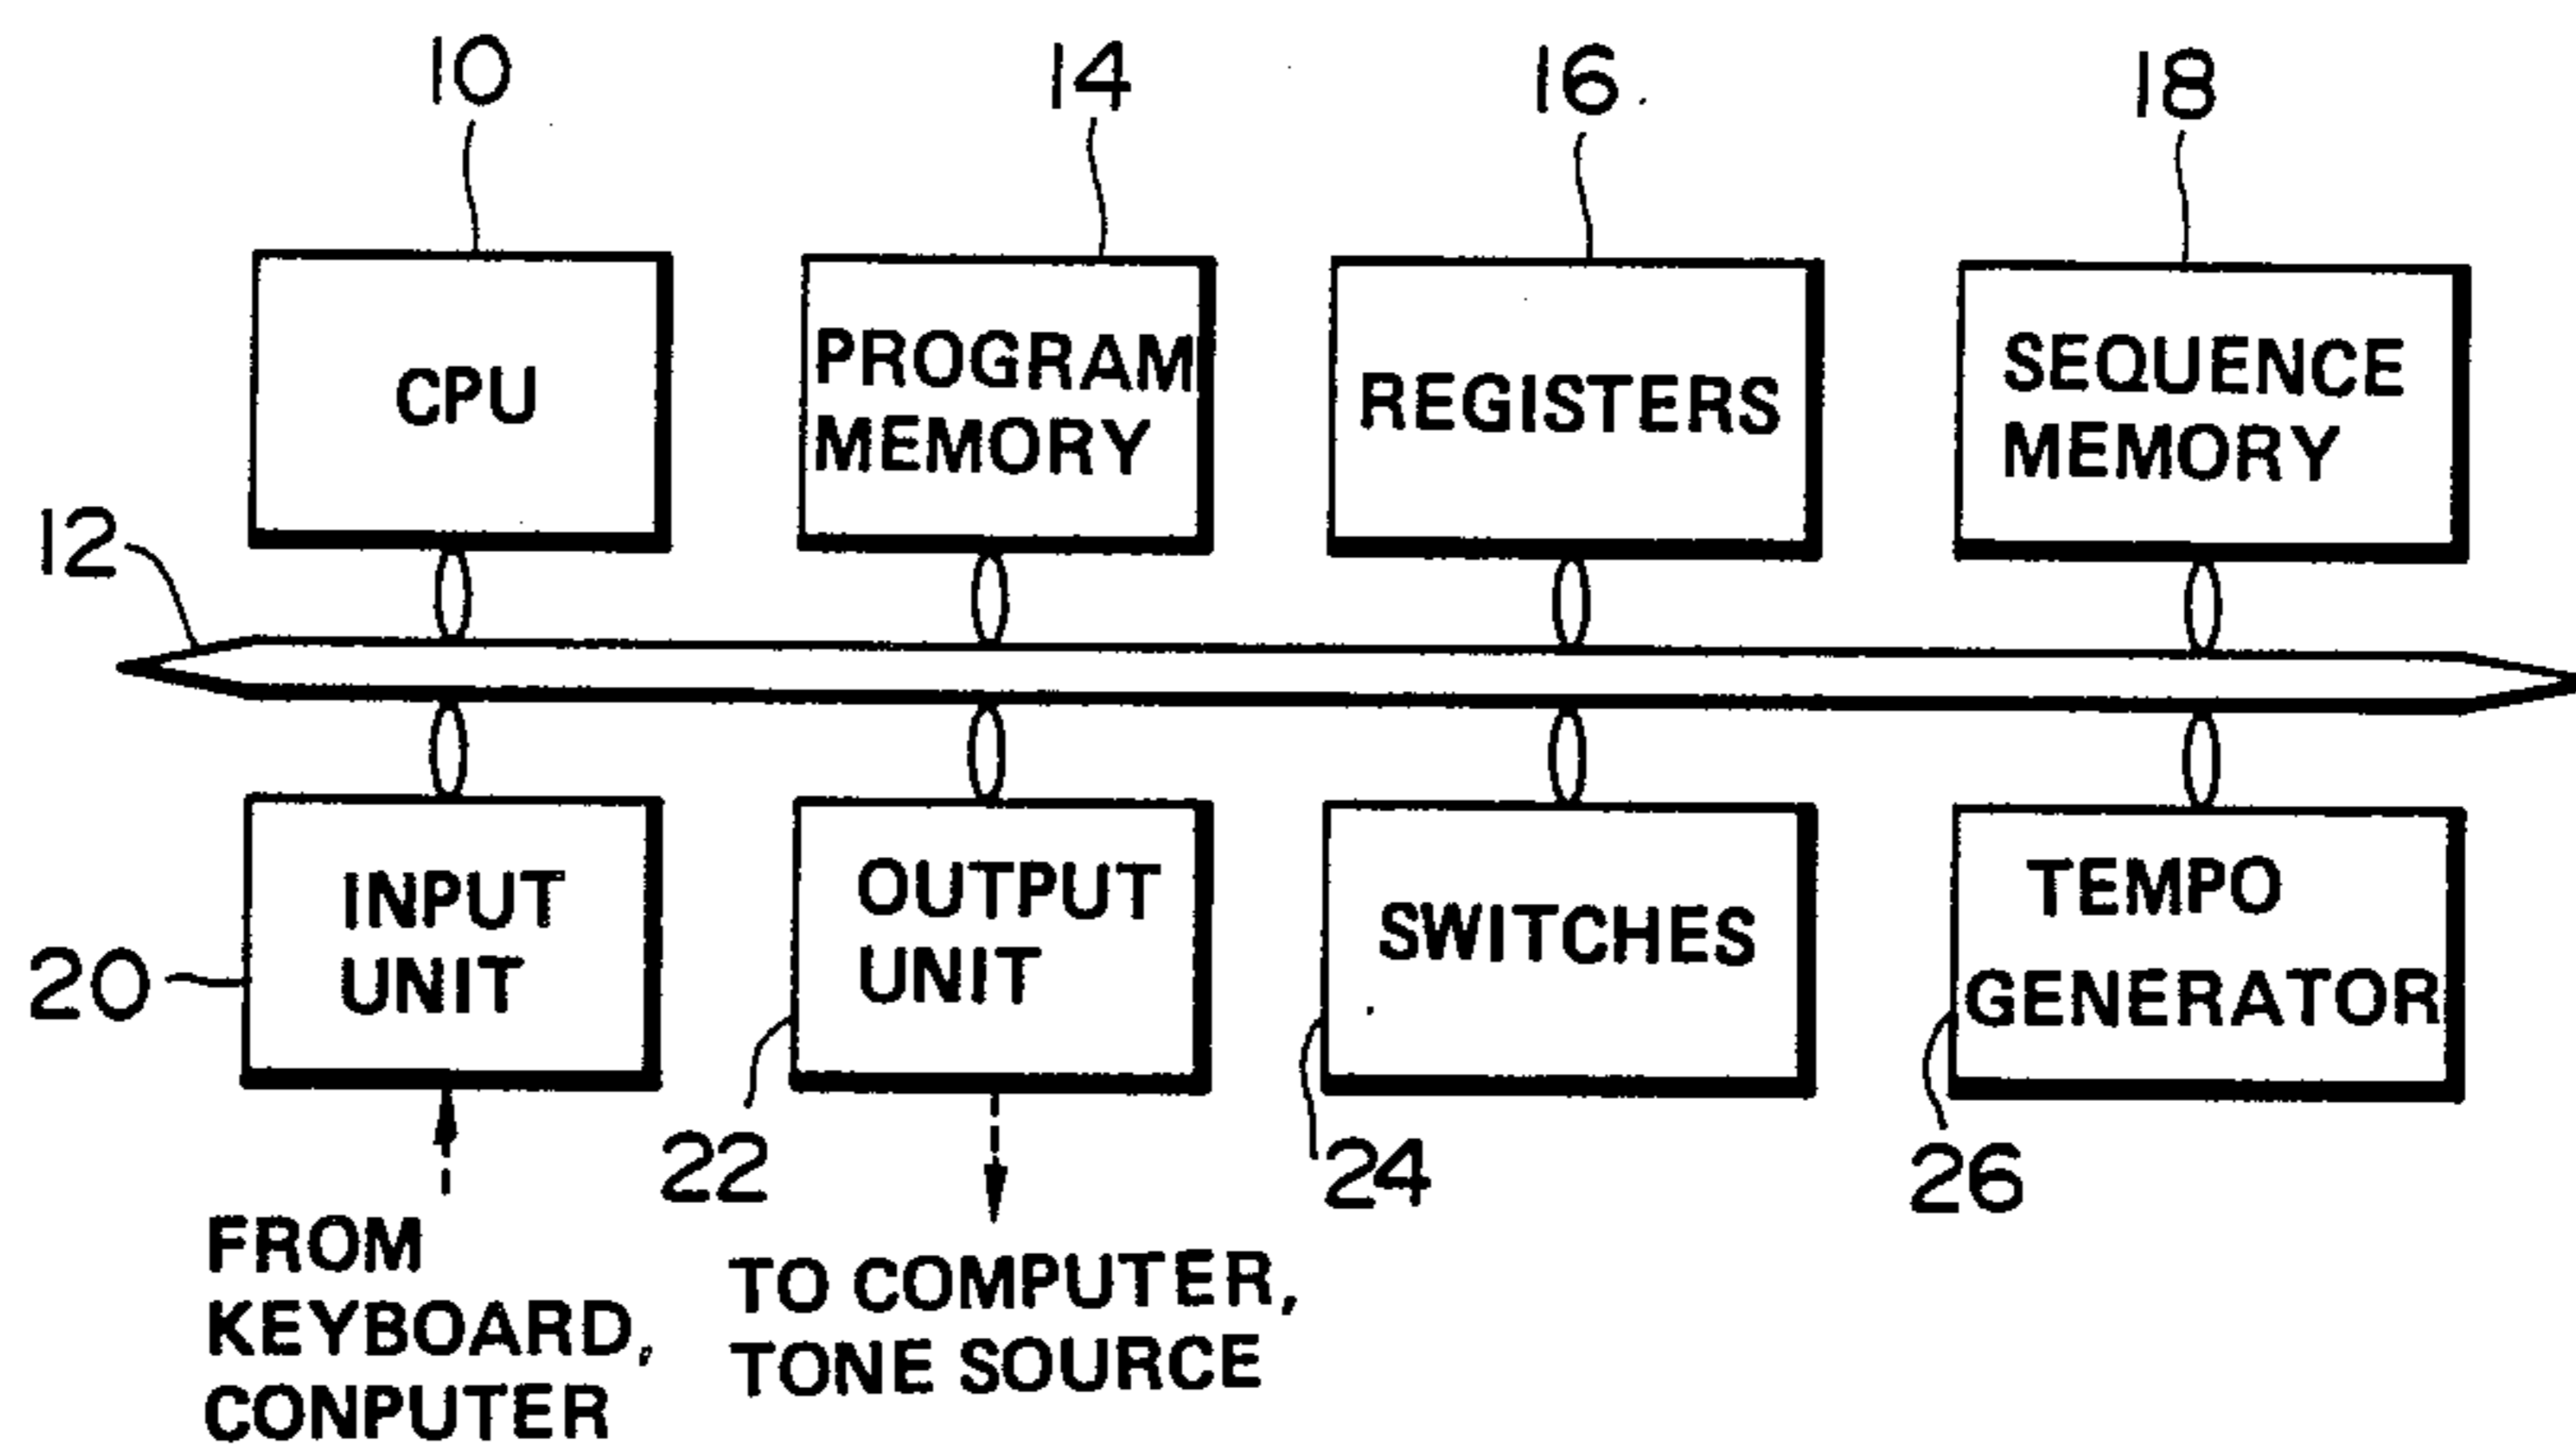 10
14
16
18
CPU
PROGRAM
MEMORY
REGISTERS
SEQUENCE
MEMORY
12
INPUT
UNIT
20
OUTPUT
UNIT
22
SWITCHES
24
TEMPO
GENERATOR
26
FROM
KEYBOARD,
CONPUTER
TO COMPUTER,
TONE SOURCE